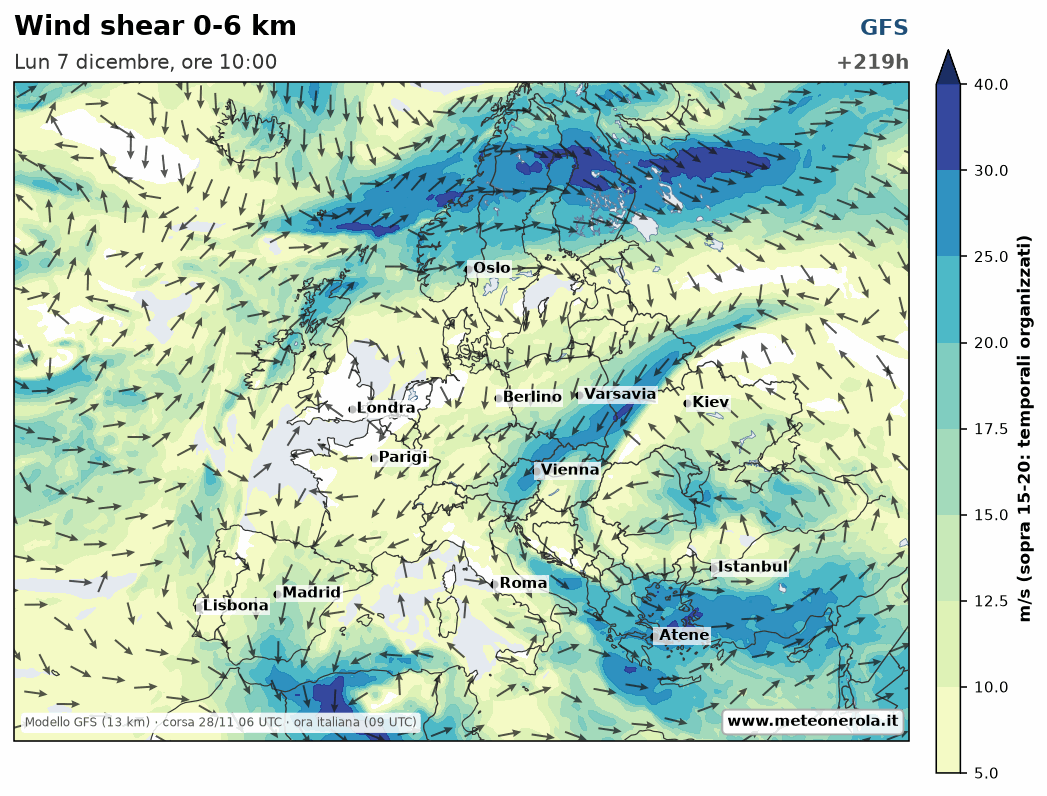 Wind shear 0-6 km
GFS
Lun 7 dicembre, ore 10:00
+219h
40.0
30.0
25.0
20.0
17.5
15.0
12.5
10.0
5.0
m/s (sopra 15-20: temporali organizzati)
Oslo
Berlino
Varsavia
Kiev
Londra
Parigi
Vienna
Istanbul
Roma
Madrid
Lisbona
Atene
Modello GFS (13 km) · corsa 28/11 06 UTC · ora italiana (09 UTC)
www.meteonerola.it